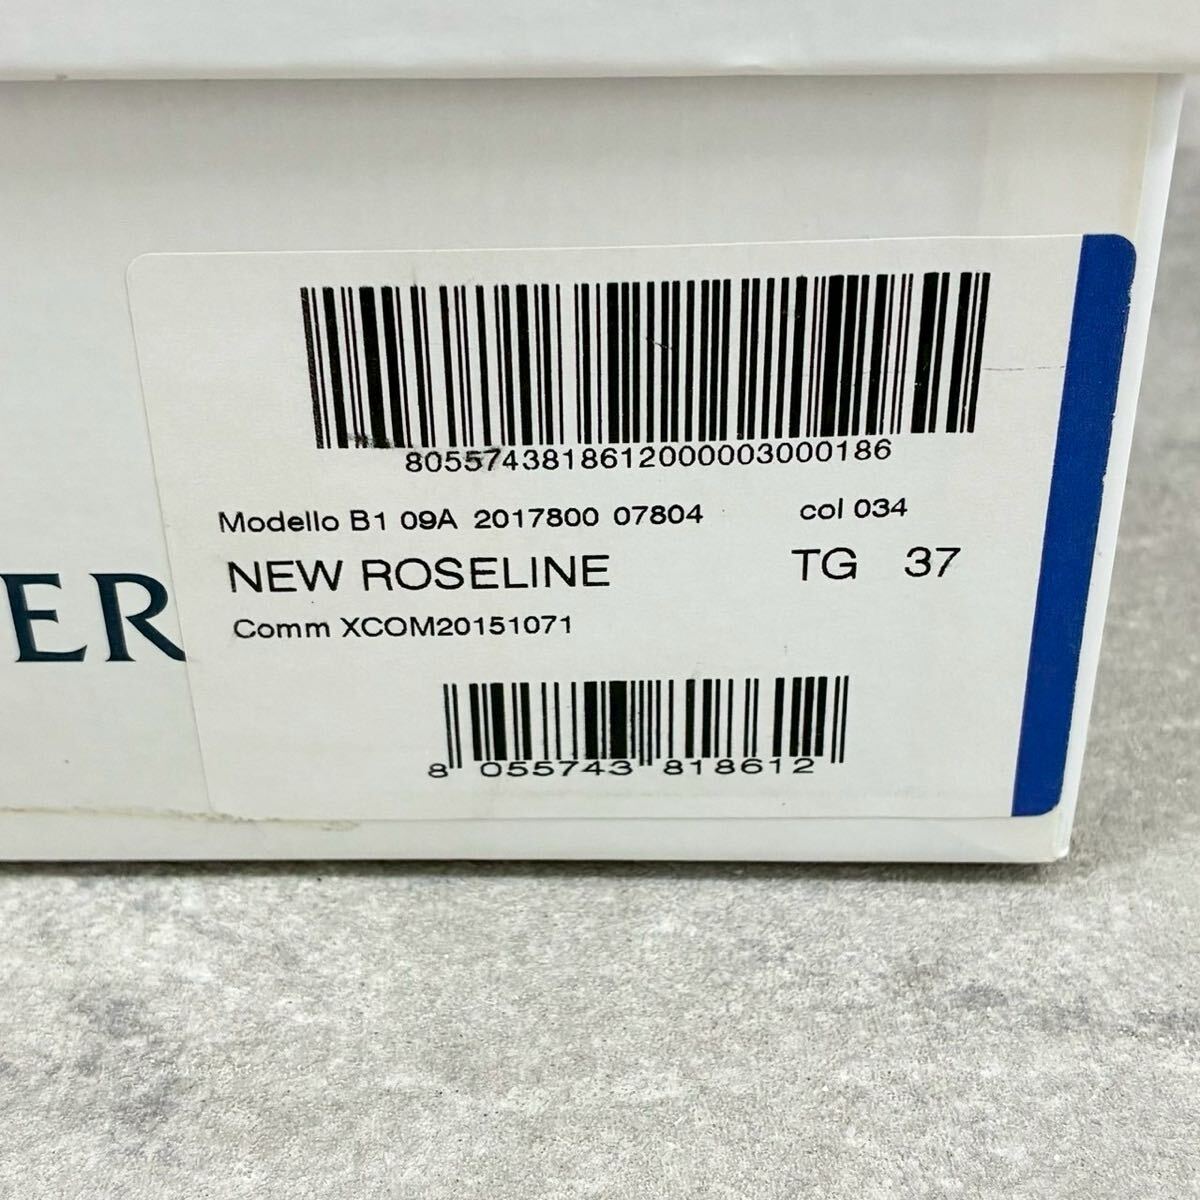 8055743818612000003000186
Modello B1 09A 2017800 07804 col 034
NEW ROSELINE TG 37
Comm XCOM20151071
ER
8 055743 818612